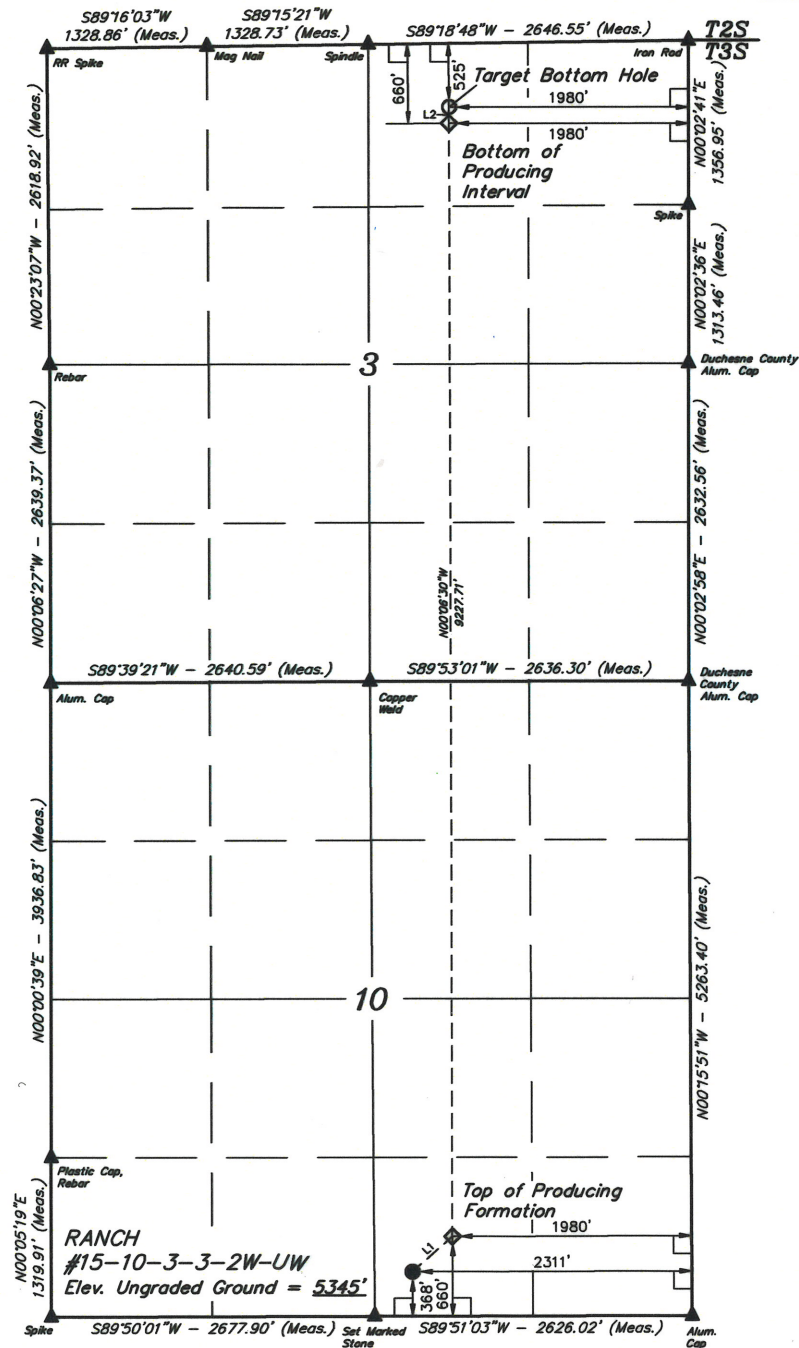 S89°16'03"W
1328.86' (Meas.)
S89°15'21"W
1328.73' (Meas.)
S89°18'48"W - 2646.55' (Meas.)
T2S
T3S
RR Spike
Mag Nail
Spindle
Iron Rod
660'
525'
Target Bottom Hole
1980'
L2
1980'
Bottom of
Producing
Interval
N00°02'41"E
1356.95' (Meas.)
N00°23'07"W - 2618.92' (Meas.)
Spike
N00°02'36"E
1313.46' (Meas.)
3
Rebar
Duchesne County
Alum. Cap
N00°06'27"W - 2639.37' (Meas.)
N00°06'30"W
9227.71'
N00°02'58"E - 2632.56' (Meas.)
S89°39'21"W - 2640.59' (Meas.)
S89°53'01"W - 2636.30' (Meas.)
Alum. Cap
Copper
Weld
Duchesne
County
Alum. Cap
N00°00'39"E - 3936.83' (Meas.)
10
N00°15'51"W - 5263.40' (Meas.)
Plastic Cap,
Rebar
Top of Producing
Formation
1980'
L1
2311'
368'
660'
N00°05'19"E
1319.91' (Meas.)
RANCH
#15-10-3-3-2W-UW
Elev. Ungraded Ground = 5345'
Spike
S89°50'01"W - 2677.90' (Meas.)
Set Marked
Stone
S89°51'03"W - 2626.02' (Meas.)
Alum.
Cap